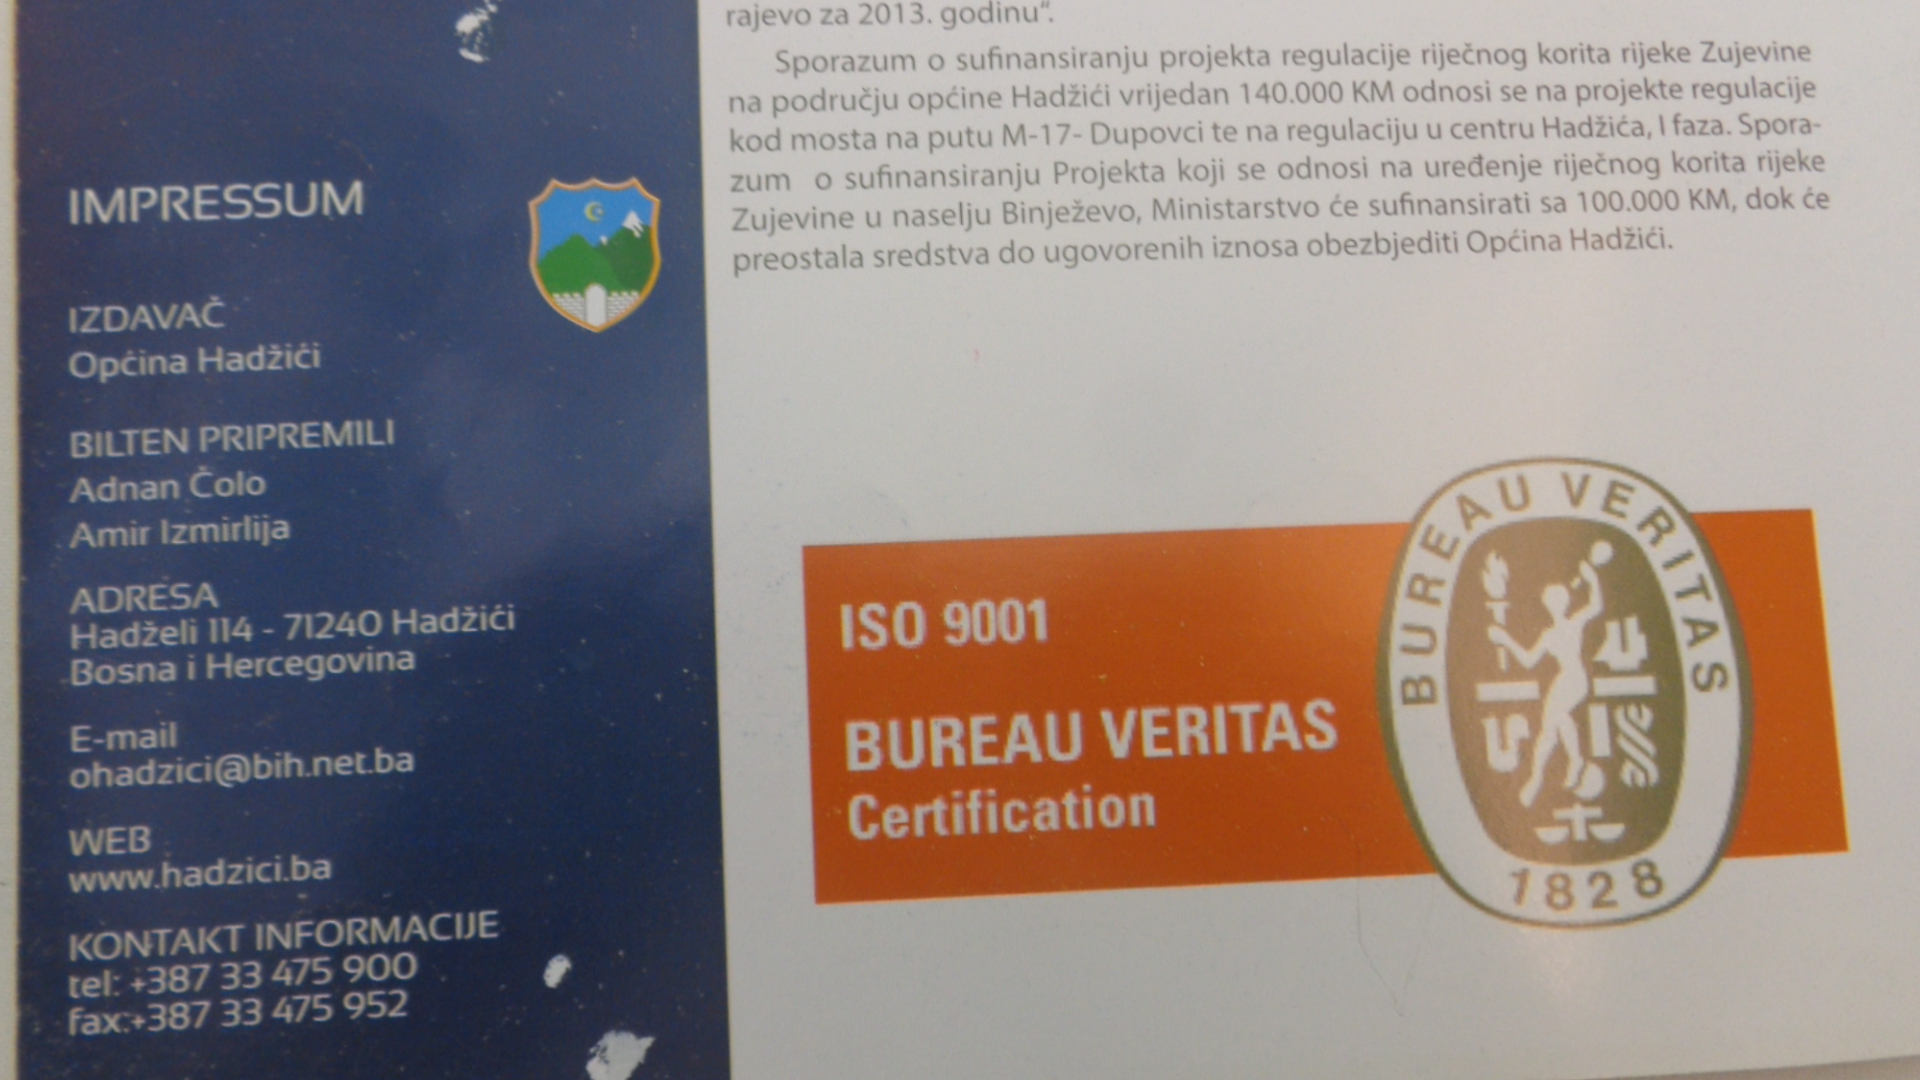 rajevo za 2013. godinu“.
Sporazum o sufinansiranju projekta regulacije riječnog korita rijeke Zujevine
na području općine Hadžići vrijedan 140.000 KM odnosi se na projekte regulacije
kod mosta na putu M-17- Dupovci te na regulaciju u centru Hadžića, I faza. Spora-
zum o sufinansiranju Projekta koji se odnosi na uređenje riječnog korita rijeke
Zujevine u naselju Binježevo, Ministarstvo će sufinansirati sa 100.000 KM, dok će
preostala sredstva do ugovorenih iznosa obezbjediti Općina Hadžići.
IMPRESSUM
IZDAVAČ
Općina Hadžići
BILTEN PRIPREMILI
Adnan Čolo
Amir Izmirlija
ADRESA
Hadželi 114 - 71240 Hadžići
Bosna i Hercegovina
E-mail
ohadzici@bih.net.ba
WEB
www.hadzici.ba
KONTAKT INFORMACIJE
tel: +387 33 475 900
fax:+387 33 475 952
ISO 9001
BUREAU VERITAS
Certification
BUREAU VERITAS
1828